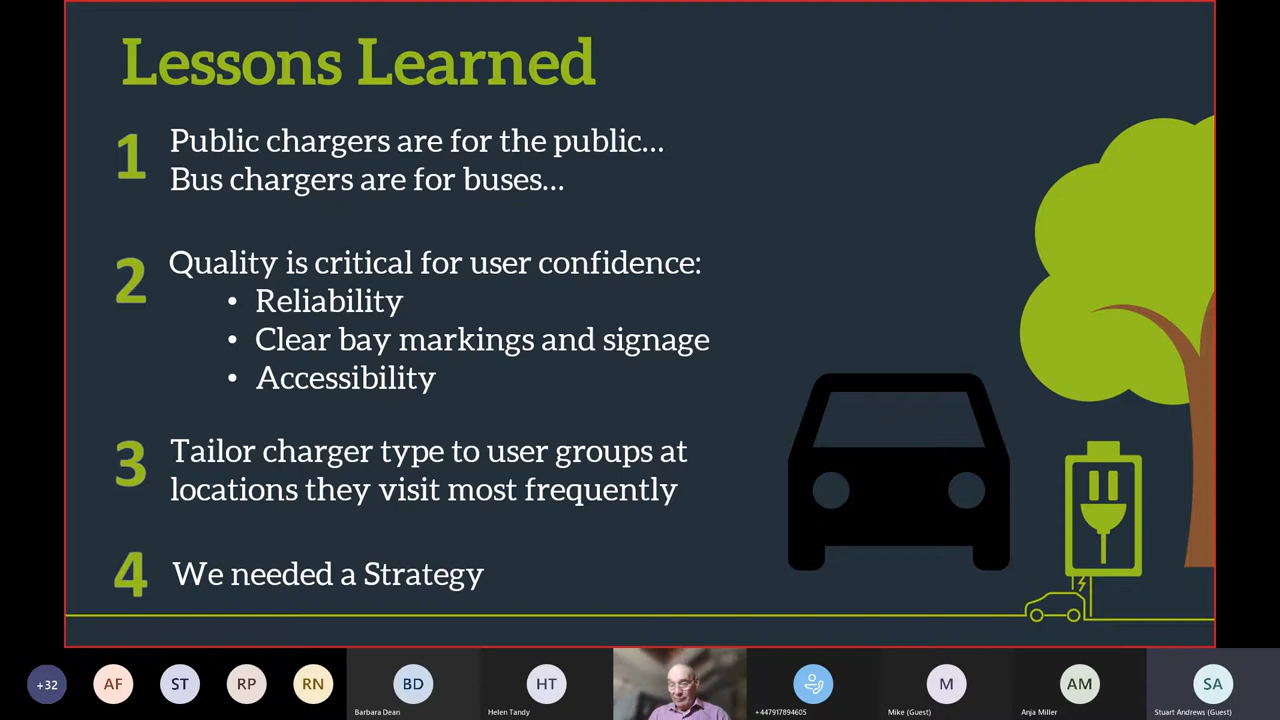 Lessons Learned
1 Public chargers are for the public...
Bus chargers are for buses...
2 Quality is critical for user confidence:
• Reliability
• Clear bay markings and signage
• Accessibility
3 Tailor charger type to user groups at
locations they visit most frequently
4 We needed a Strategy
+32 AF ST RP RN BD HT M AM SA
Barbara Dean Helen Tandy +447917894605 Mike (Guest) Anja Miller Stuart Andrews (Guest)